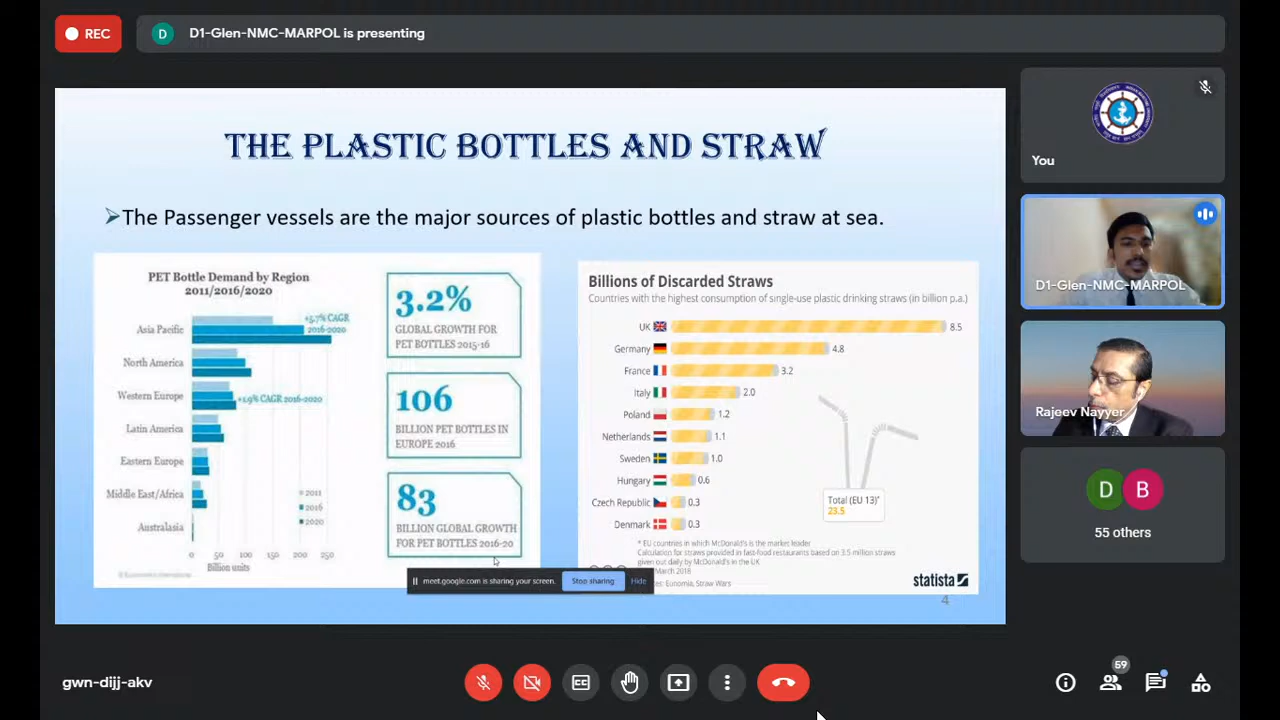 REC
D D1-Glen-NMC-MARPOL is presenting
THE PLASTIC BOTTLES AND STRAW
The Passenger vessels are the major sources of plastic bottles and straw at sea.
PET Bottle Demand by Region
2011/2016/2020
+5.7% CAGR
2016-2020
Asia Pacific
North America
Western Europe
+1.9% CAGR 2016-2020
Latin America
Eastern Europe
Middle East/Africa
Australasia
2011
2016
2020
0 50 100 150 200 250
Billion units
3.2%
GLOBAL GROWTH FOR
PET BOTTLES 2015-16
106
BILLION PET BOTTLES IN
EUROPE 2016
83
BILLION GLOBAL GROWTH
FOR PET BOTTLES 2016-20
Billions of Discarded Straws
Countries with the highest consumption of single-use plastic drinking straws (in billion p.a.)
UK 8.5
Germany 4.8
France 3.2
Italy 2.0
Poland 1.2
Netherlands 1.1
Sweden 1.0
Hungary 0.6
Czech Republic 0.3
Denmark 0.3
Total (EU 13)*
23.5
* EU countries in which McDonald's is the market leader
Calculation for straws provided in fast-food restaurants based on 3.5 million straws
given out daily by McDonald's in the UK
March 2018
Eunomia, Straw Wars
statista
meet.google.com is sharing your screen. Stop sharing Hide
4
You
D1-Glen-NMC-MARPOL
Rajeev Nayyer
D B
55 others
gwn-dijj-akv
CC
59